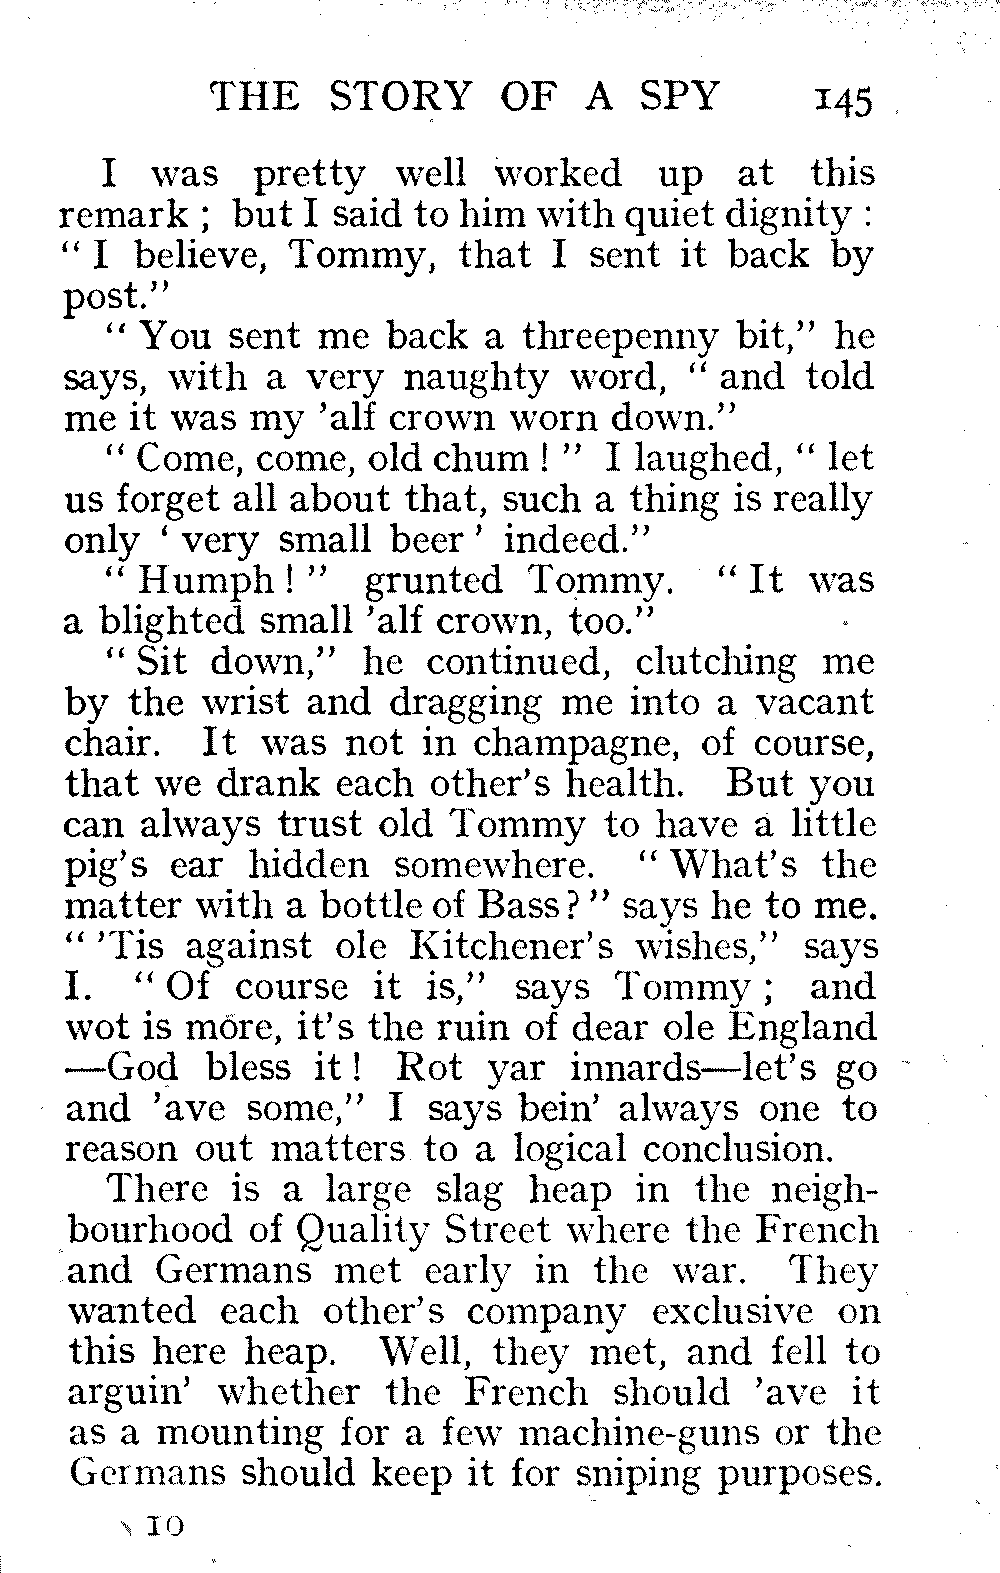 THE STORY OF A SPY 145
I was pretty well worked up at this
remark ; but I said to him with quiet dignity :
“ I believe, Tommy, that I sent it back by
post.”
“ You sent me back a threepenny bit,” he
says, with a very naughty word, “ and told
me it was my ’alf crown worn down.”
“ Come, come, old chum ! ” I laughed, “ let
us forget all about that, such a thing is really
only ‘ very small beer ’ indeed.”
“ Humph ! ” grunted Tommy. “ It was
a blighted small ’alf crown, too.”
“ Sit down,” he continued, clutching me
by the wrist and dragging me into a vacant
chair. It was not in champagne, of course,
that we drank each other’s health. But you
can always trust old Tommy to have a little
pig’s ear hidden somewhere. “ What’s the
matter with a bottle of Bass ? ” says he to me.
“ ’Tis against ole Kitchener’s wishes,” says
I. “ Of course it is,” says Tommy ; and
wot is more, it’s the ruin of dear ole England
—God bless it ! Rot yar innards—let’s go
and ’ave some,” I says bein’ always one to
reason out matters to a logical conclusion.
There is a large slag heap in the neigh-
bourhood of Quality Street where the French
and Germans met early in the war. They
wanted each other’s company exclusive on
this here heap. Well, they met, and fell to
arguin’ whether the French should ’ave it
as a mounting for a few machine-guns or the
Germans should keep it for sniping purposes.
10